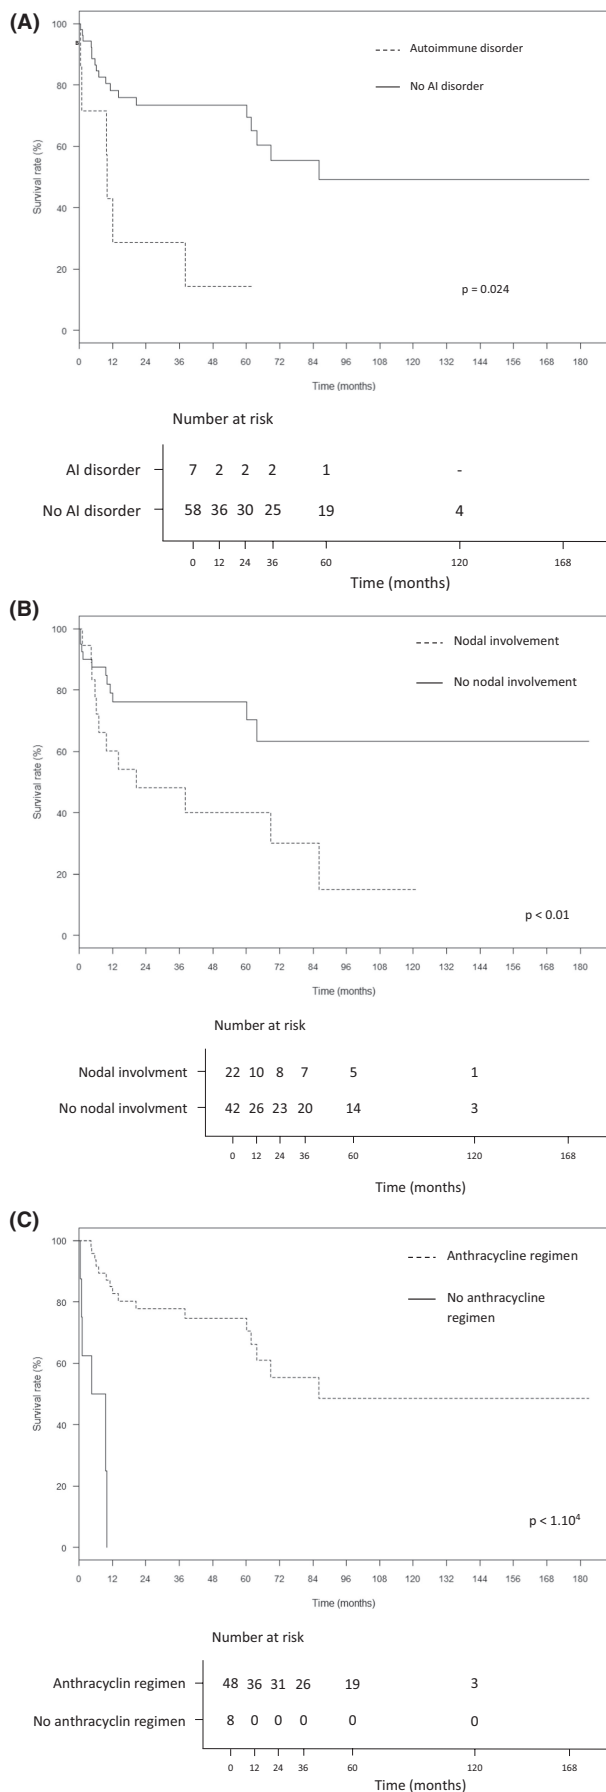 (A)
100
80
60
40
20
0
Survival rate (%)
Autoimmune disorder
No AI disorder
p = 0.024
0 12 24 36 48 60 72 84 96 108 120 132 144 156 168 180
Time (months)
Number at risk
AI disorder 7 2 2 2 1 -
No AI disorder 58 36 30 25 19 4
0 12 24 36 60 120 168
Time (months)
(B)
100
80
60
40
20
0
Survival rate (%)
Nodal involvement
No nodal involvement
p < 0.01
0 12 24 36 48 60 72 84 96 108 120 132 144 156 168 180
Time (months)
Number at risk
Nodal involvment 22 10 8 7 5 1
No nodal involvment 42 26 23 20 14 3
0 12 24 36 60 120 168
Time (months)
(C)
100
80
60
40
20
0
Survival rate (%)
Anthracycline regimen
No anthracycline
regimen
p < 1.10⁴
0 12 24 36 48 60 72 84 96 108 120 132 144 156 168 180
Time (months)
Number at risk
Anthracyclin regimen 48 36 31 26 19 3
No anthracyclin regimen 8 0 0 0 0 0
0 12 24 36 60 120 168
Time (months)